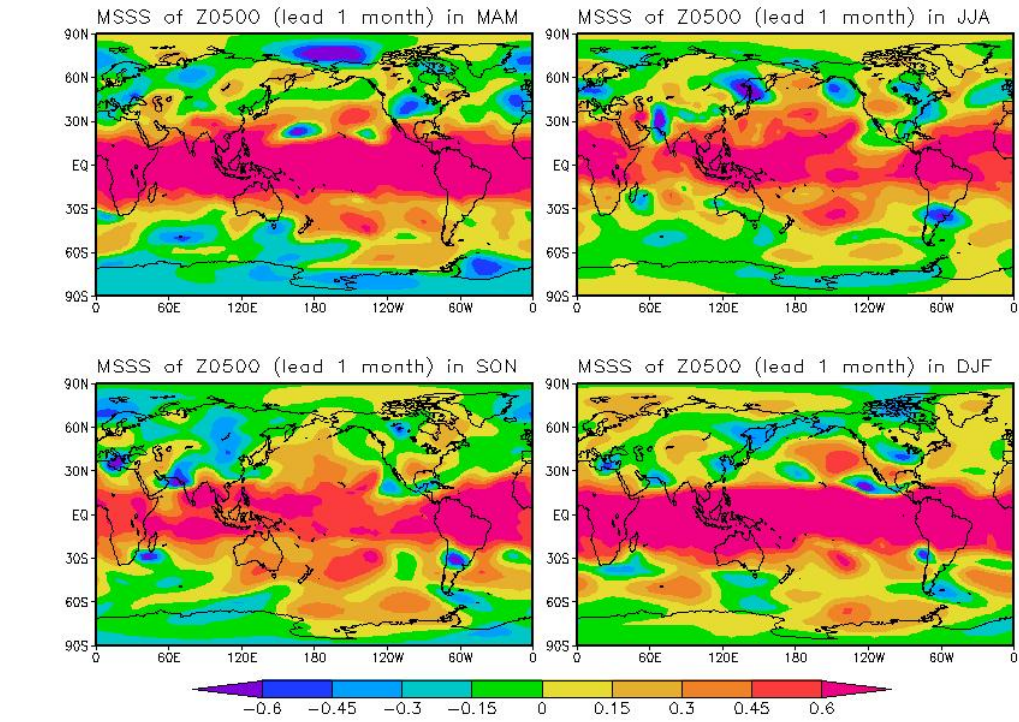 MSSS of Z0500 (lead 1 month) in MAM
90N
60N
30N
EQ
30S
60S
90S
0 60E 120E 180 120W 60W 0
MSSS of Z0500 (lead 1 month) in JJA
90N
60N
30N
EQ
30S
60S
90S
0 60E 120E 180 120W 60W 0
MSSS of Z0500 (lead 1 month) in SON
90N
60N
30N
EQ
30S
60S
90S
0 60E 120E 180 120W 60W 0
MSSS of Z0500 (lead 1 month) in DJF
90N
60N
30N
EQ
30S
60S
90S
0 60E 120E 180 120W 60W 0
-0.6 -0.45 -0.3 -0.15 0 0.15 0.3 0.45 0.6